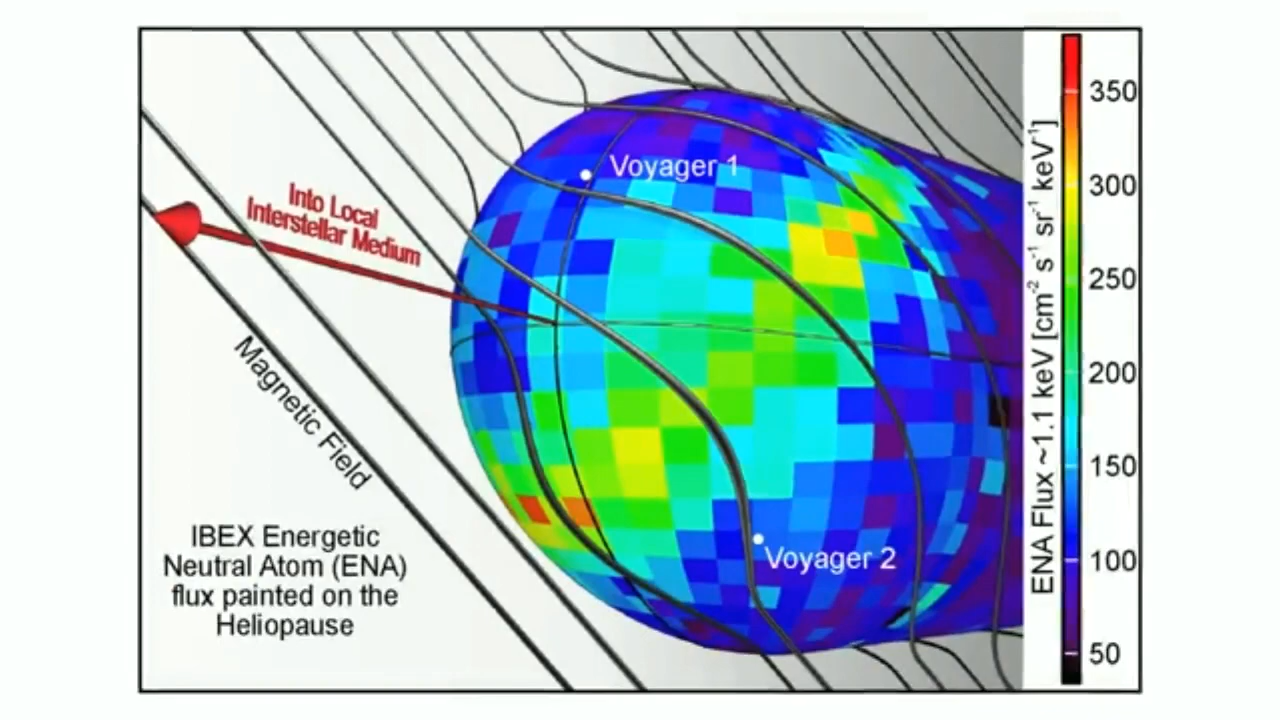 Voyager 1
Into Local
Interstellar Medium
Magnetic Field
Voyager 2
IBEX Energetic
Neutral Atom (ENA)
flux painted on the
Heliopause
ENA Flux ~1.1 keV [cm⁻² s⁻¹ sr⁻¹ keV⁻¹]
350
300
250
200
150
100
50